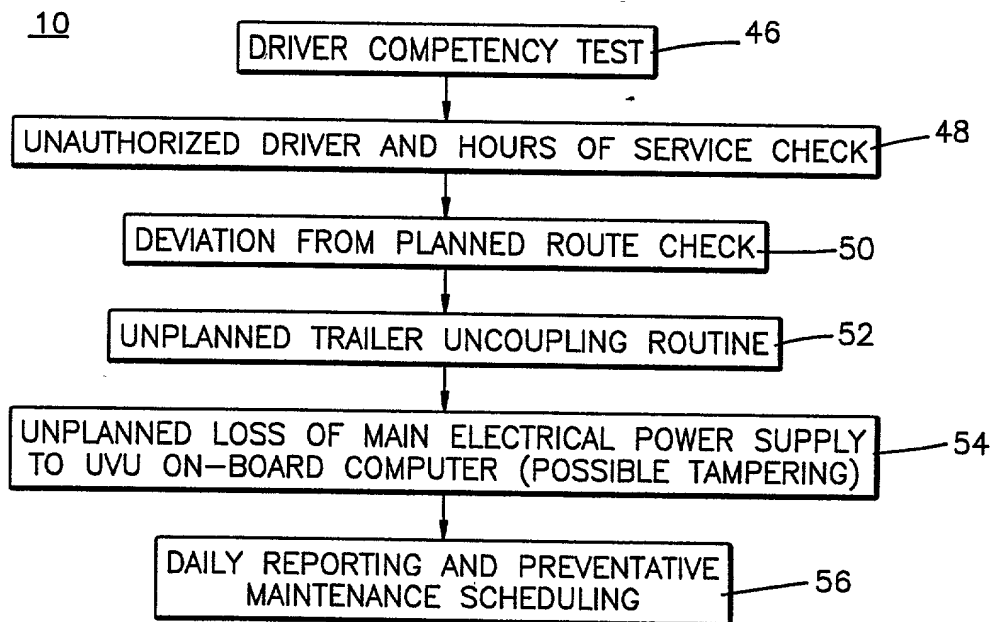 10
DRIVER COMPETENCY TEST
46
UNAUTHORIZED DRIVER AND HOURS OF SERVICE CHECK
48
DEVIATION FROM PLANNED ROUTE CHECK
50
UNPLANNED TRAILER UNCOUPLING ROUTINE
52
UNPLANNED LOSS OF MAIN ELECTRICAL POWER SUPPLY
TO UVU ON-BOARD COMPUTER (POSSIBLE TAMPERING)
54
DAILY REPORTING AND PREVENTATIVE
MAINTENANCE SCHEDULING
56